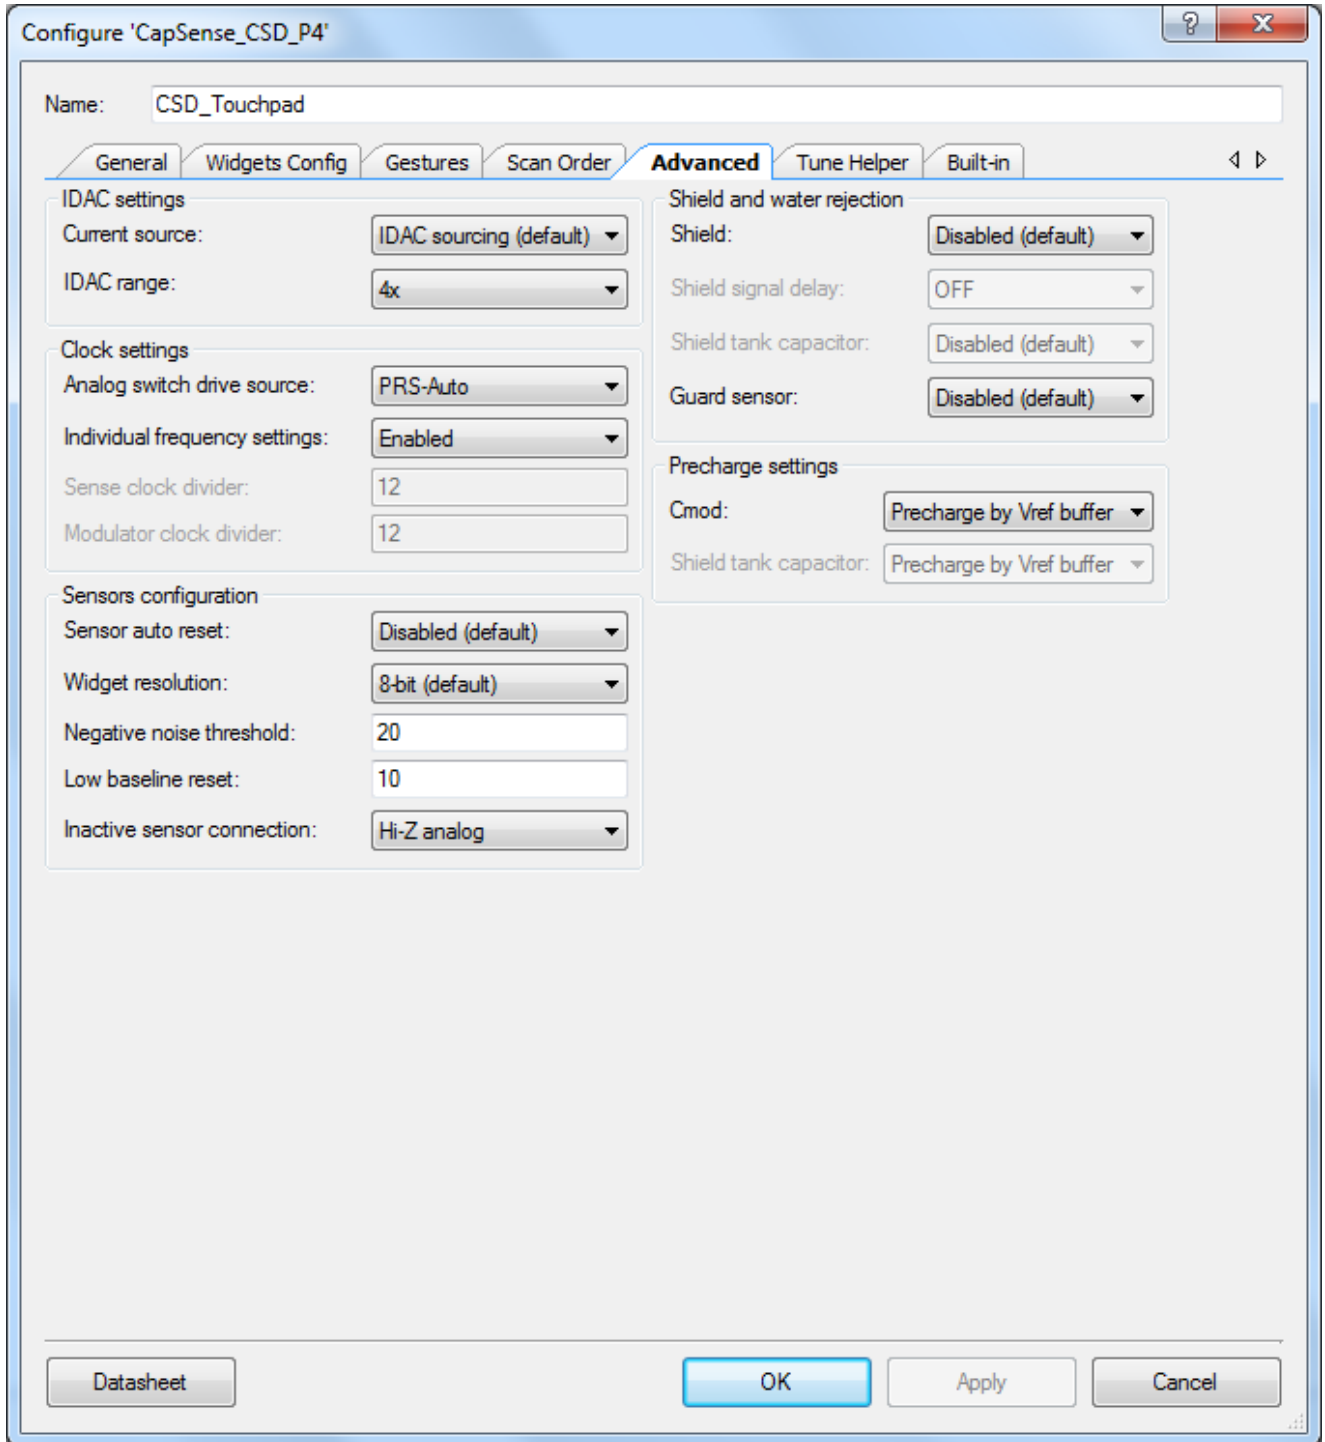 Configure 'CapSense_CSD_P4'
Name: CSD_Touchpad
General Widgets Config Gestures Scan Order Advanced Tune Helper Built-in
IDAC settings
Current source: IDAC sourcing (default)
IDAC range: 4x
Clock settings
Analog switch drive source: PRS-Auto
Individual frequency settings: Enabled
Sense clock divider: 12
Modulator clock divider: 12
Sensors configuration
Sensor auto reset: Disabled (default)
Widget resolution: 8-bit (default)
Negative noise threshold: 20
Low baseline reset: 10
Inactive sensor connection: Hi-Z analog
Shield and water rejection
Shield: Disabled (default)
Shield signal delay: OFF
Shield tank capacitor: Disabled (default)
Guard sensor: Disabled (default)
Precharge settings
Cmod: Precharge by Vref buffer
Shield tank capacitor: Precharge by Vref buffer
Datasheet OK Apply Cancel